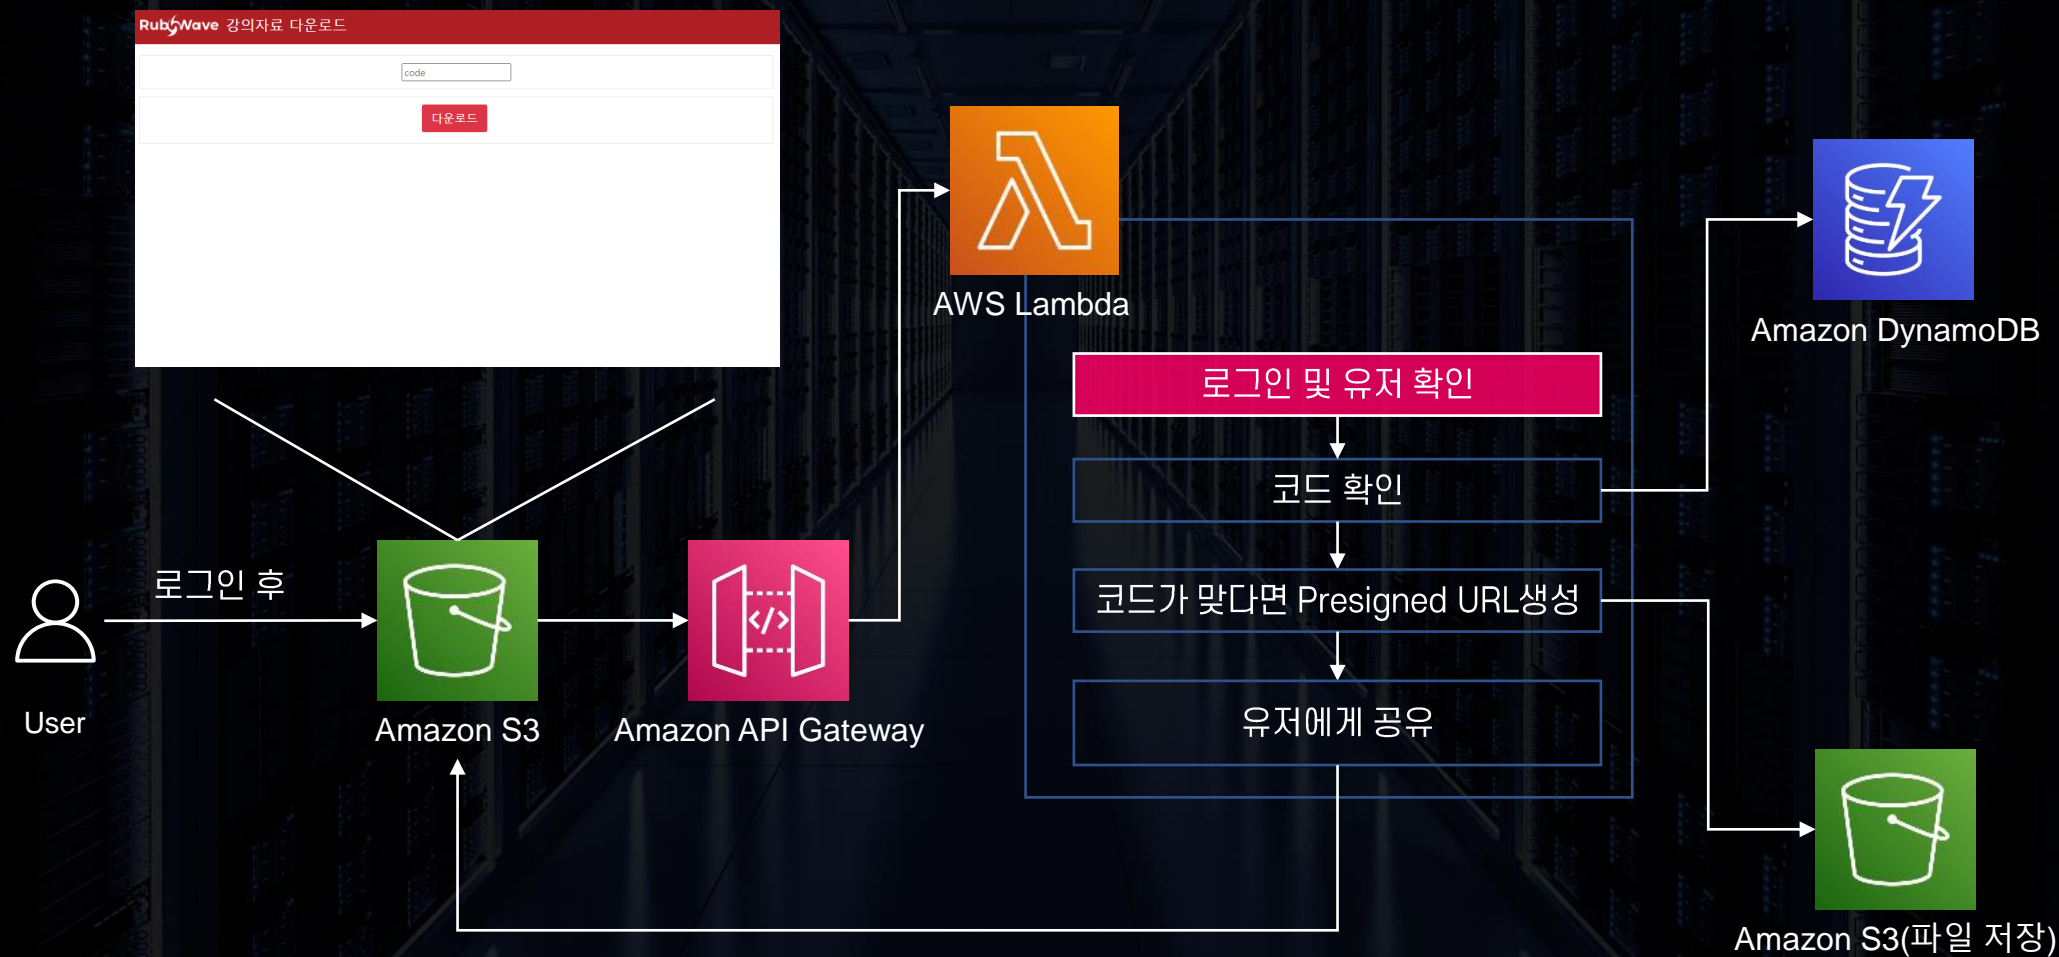 RubyWave 강의자료 다운로드
code
다운로드
AWS Lambda
Amazon DynamoDB
로그인 및 유저 확인
코드 확인
로그인 후
코드가 맞다면 Presigned URL생성
유저에게 공유
User
Amazon S3
Amazon API Gateway
Amazon S3(파일 저장)